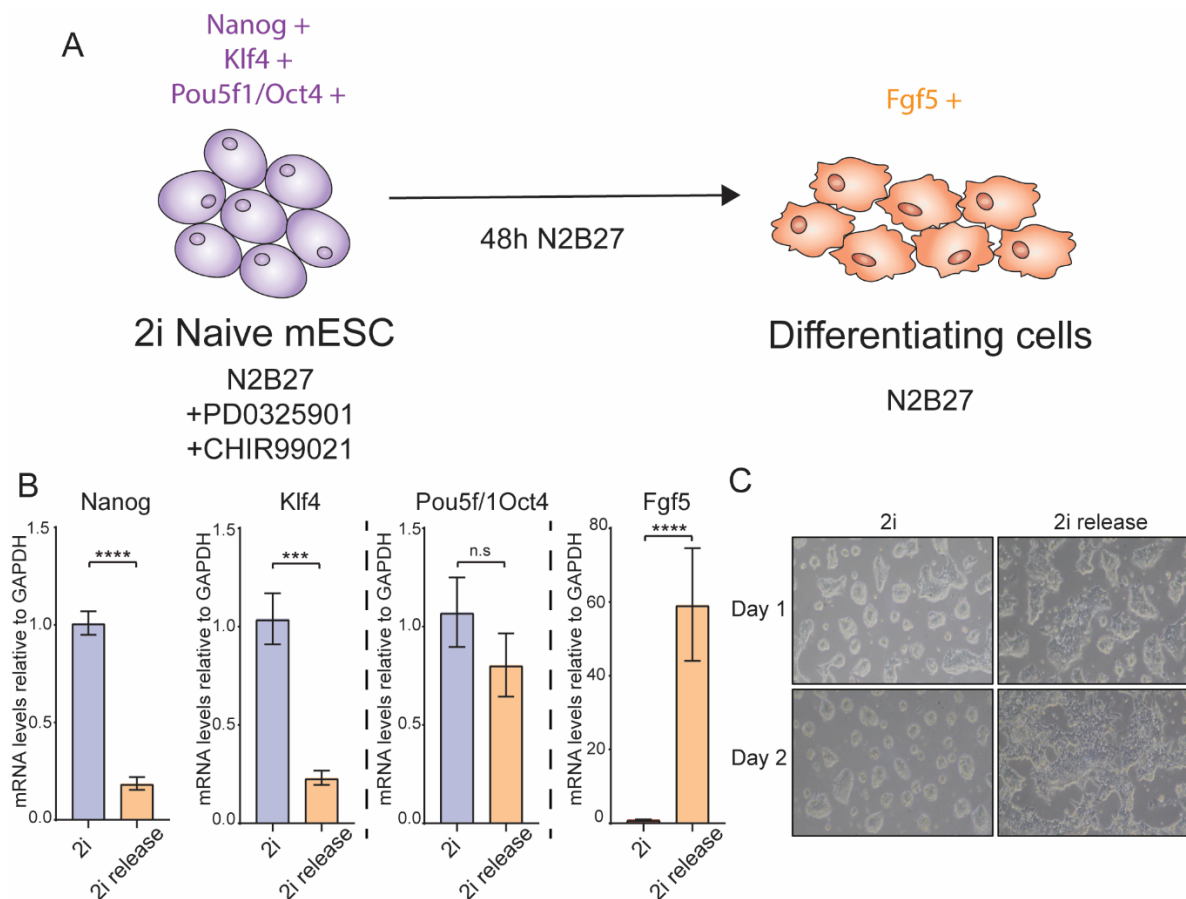 A
Nanog +
Klf4 +
Pou5f1/Oct4 +
Fgf5 +
48h N2B27
2i Naive mESC
N2B27
+PD0325901
+CHIR99021
Differentiating cells
N2B27
B
Nanog
mRNA levels relative to GAPDH
1.5
1.0
0.5
0.0
****
2i
2i release
Klf4
mRNA levels relative to GAPDH
1.5
1.0
0.5
0.0
***
2i
2i release
Pou5f/1Oct4
mRNA levels relative to GAPDH
1.5
1.0
0.5
0.0
n.s
2i
2i release
Fgf5
mRNA levels relative to GAPDH
80
60
40
20
0
****
2i
2i release
C
2i
2i release
Day 1
Day 2